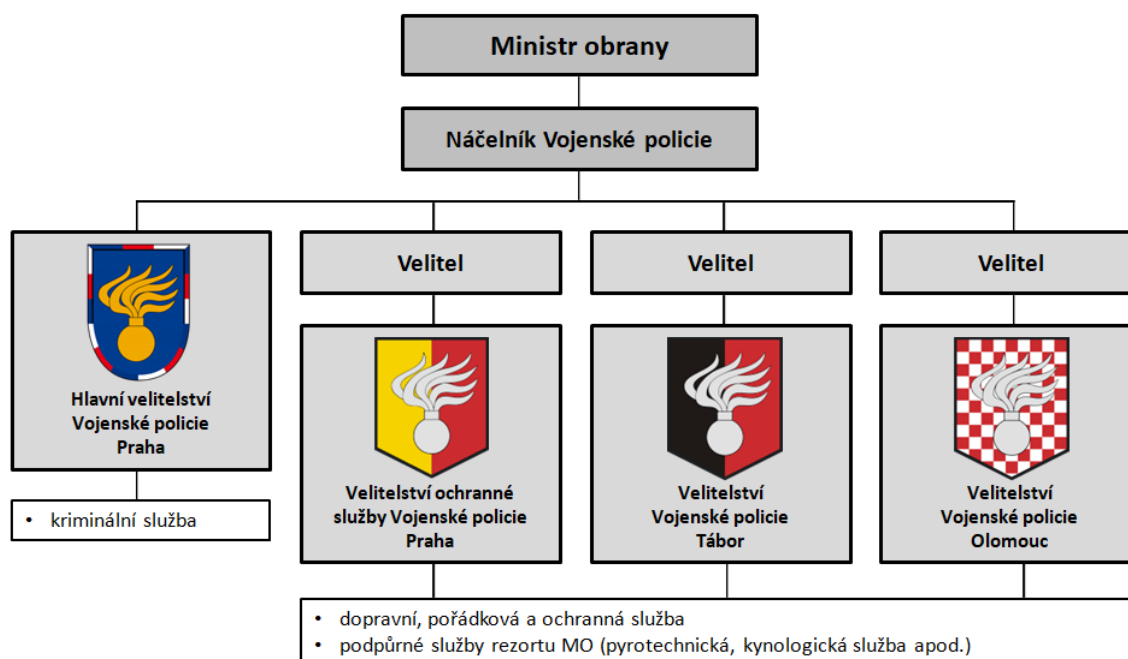 Ministr obrany
Náčelník Vojenské policie
Hlavní velitelství
Vojenské policie
Praha
• kriminální služba
Velitel
Velitel
Velitel
Velitelství ochranné
služby Vojenské policie
Praha
Velitelství
Vojenské policie
Tábor
Velitelství
Vojenské policie
Olomouc
• dopravní, pořádková a ochranná služba
• podpůrné služby rezortu MO (pyrotechnická, kynologická služba apod.)